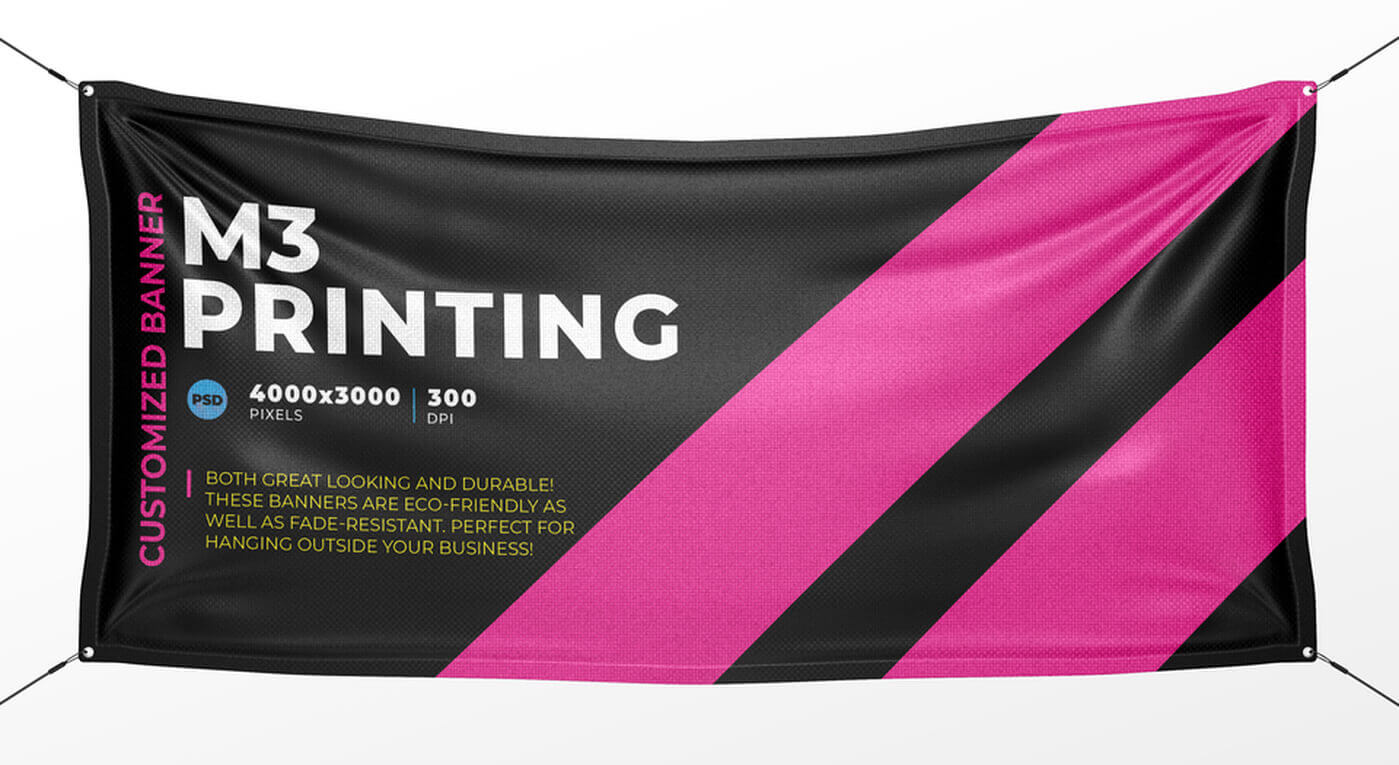 CUSTOMIZED BANNER
M3
PRINTING
PSD
4000x3000
PIXELS
300
DPI
BOTH GREAT LOOKING AND DURABLE!
THESE BANNERS ARE ECO-FRIENDLY AS
WELL AS FADE-RESISTANT. PERFECT FOR
HANGING OUTSIDE YOUR BUSINESS!